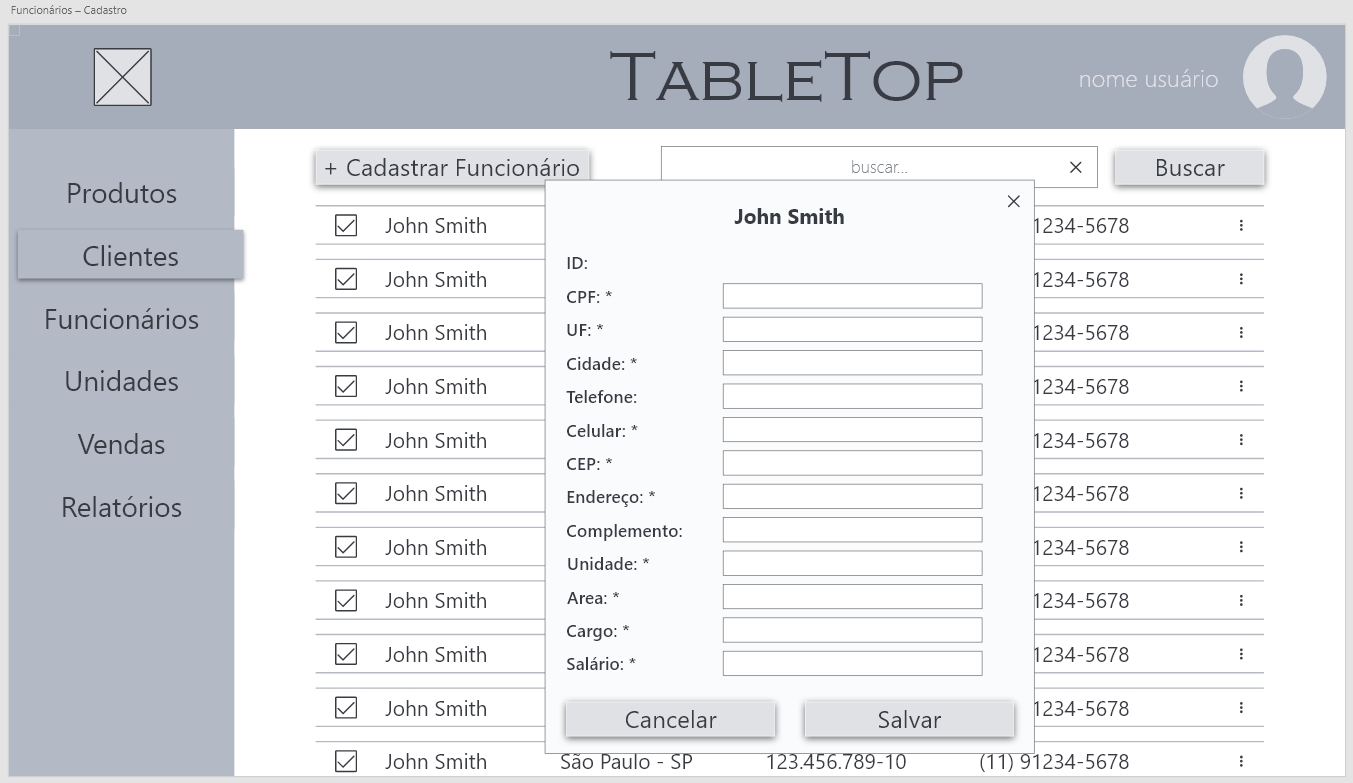 Funcionários – Cadastro
TABLETOP
nome usuário
Produtos
Clientes
Funcionários
Unidades
Vendas
Relatórios
+ Cadastrar Funcionário
buscar...
Buscar
John Smith 1234-5678
John Smith 1234-5678
John Smith 1234-5678
John Smith 1234-5678
John Smith 1234-5678
John Smith 1234-5678
John Smith 1234-5678
John Smith 1234-5678
John Smith 1234-5678
John Smith 1234-5678
John Smith São Paulo - SP 123.456.789-10 (11) 91234-5678
John Smith
ID:
CPF: *
UF: *
Cidade: *
Telefone:
Celular: *
CEP: *
Endereço: *
Complemento:
Unidade: *
Area: *
Cargo: *
Salário: *
Cancelar
Salvar